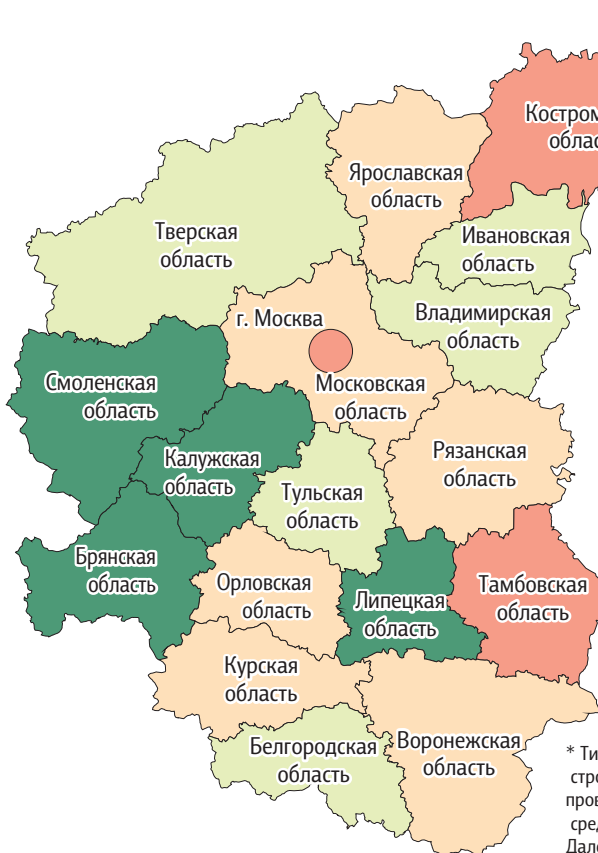 Костром
облас
Ярославская
область
Тверская
область
Ивановская
область
Владимирская
область
г. Москва
Московская
область
Смоленская
область
Рязанская
область
Калужская
область
Тульская
область
Брянская
область
Орловская
область
Липецкая
область
Тамбовская
область
Курская
область
Белгородская
область
Воронежская
область
* Ти
стро
пров
сред
Дал